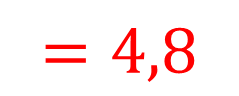 = 4,8